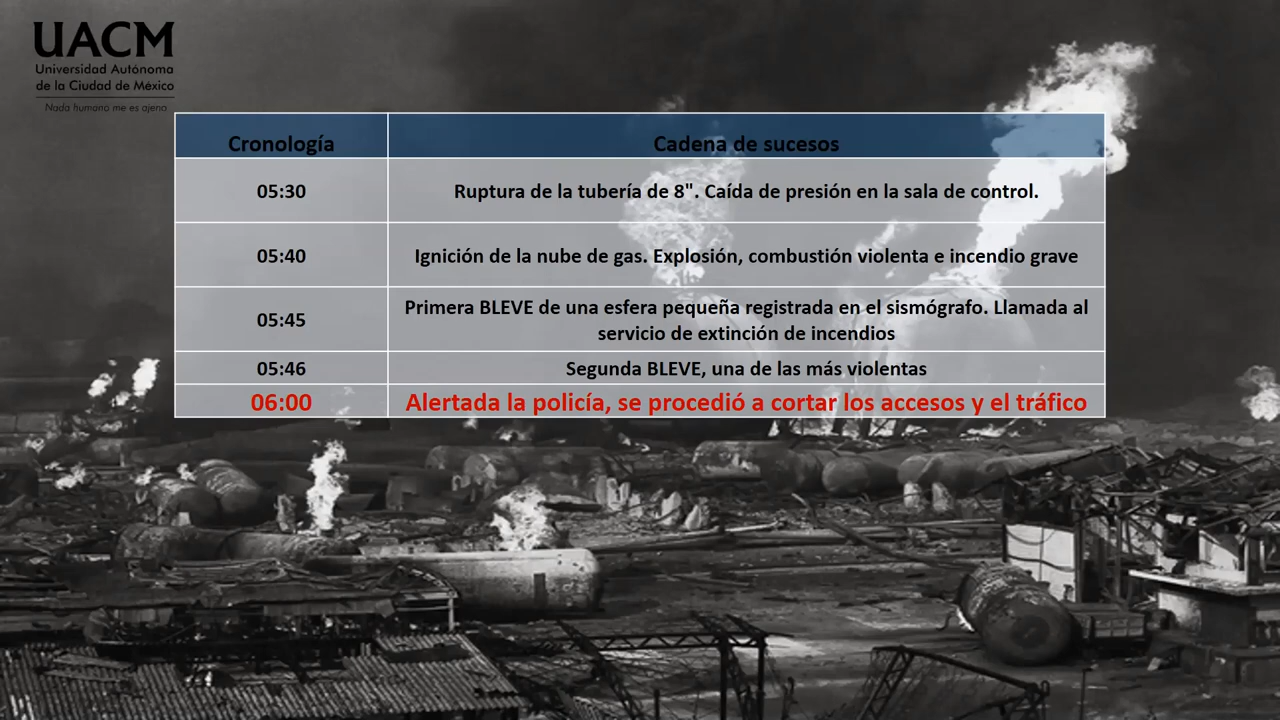 UACM
Universidad Autónoma
de la Ciudad de México
Nada humano me es ajeno
Cronología Cadena de sucesos
05:30 Ruptura de la tubería de 8". Caída de presión en la sala de control.
05:40 Ignición de la nube de gas. Explosión, combustión violenta e incendio grave
05:45 Primera BLEVE de una esfera pequeña registrada en el sismógrafo. Llamada al
servicio de extinción de incendios
05:46 Segunda BLEVE, una de las más violentas
06:00 Alertada la policía, se procedió a cortar los accesos y el tráfico